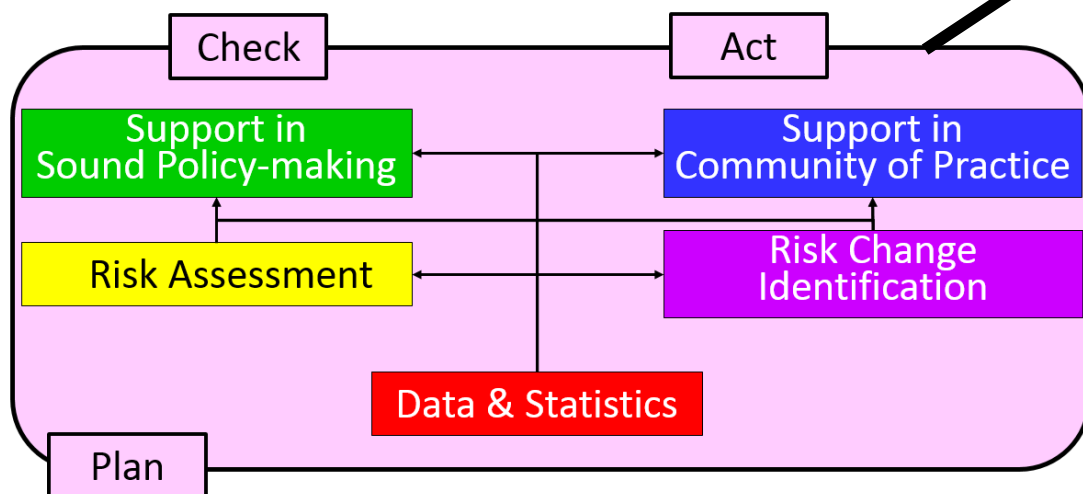 Check
Act
Support in
Sound Policy-making
Support in
Community of Practice
Risk Assessment
Risk Change
Identification
Data & Statistics
Plan